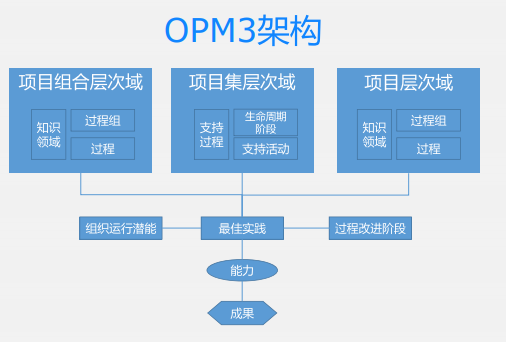 OPM3架构
项目组合层次域
知识
领域
过程组
过程
项目集层次域
支持
过程
生命周期
阶段
支持活动
项目层次域
知识
领域
过程组
过程
组织运行潜能
最佳实践
过程改进阶段
能力
成果